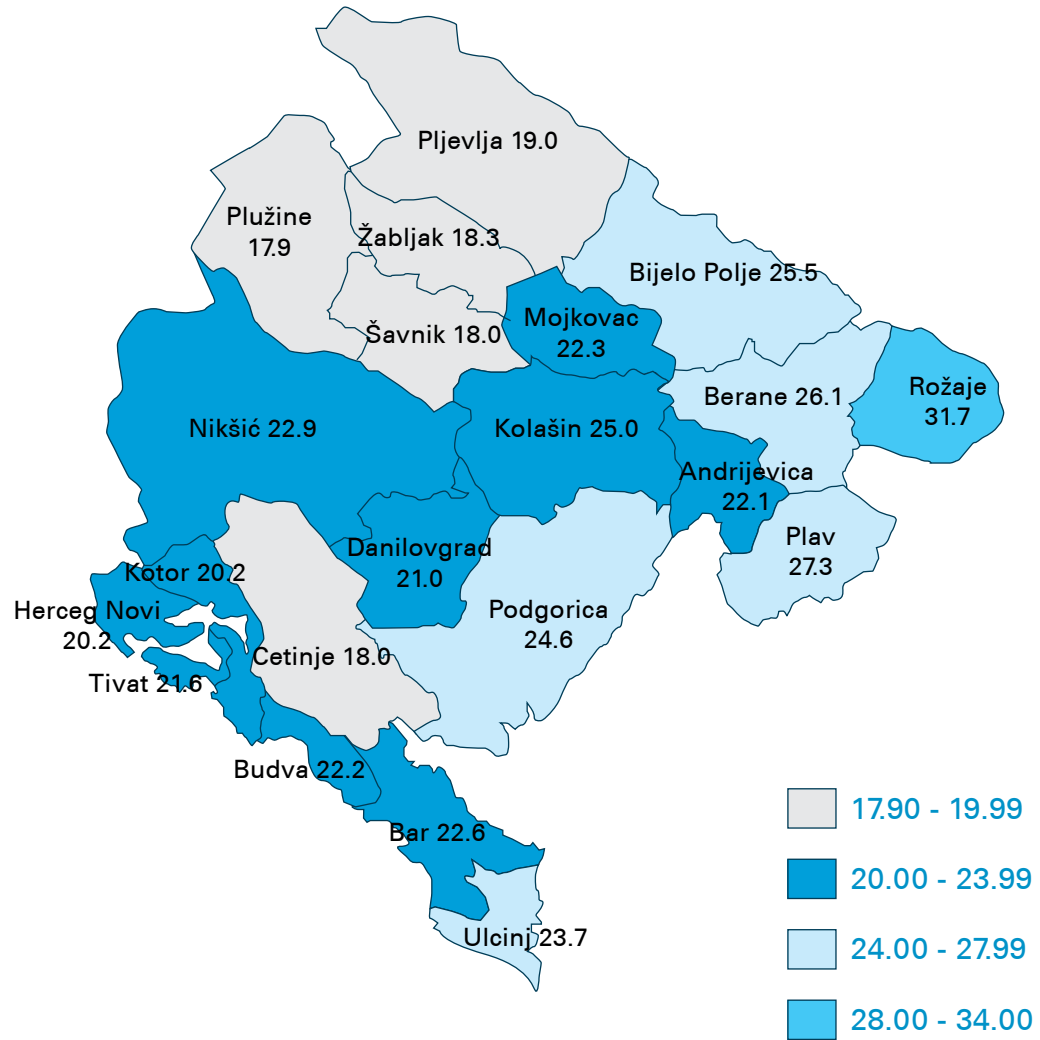 Pljevlja 19.0
Plužine
17.9
Žabljak 18.3
Bijelo Polje 25.5
Šavnik 18.0
Mojkovac
22.3
Rožaje
31.7
Berane 26.1
Nikšić 22.9
Kolašin 25.0
Andrijevica
22.1
Plav
27.3
Danilovgrad
21.0
Kotor 20.2
Herceg Novi
20.2
Podgorica
24.6
Cetinje 18.0
Tivat 21.6
Budva 22.2
Bar 22.6
Ulcinj 23.7
17.90 - 19.99
20.00 - 23.99
24.00 - 27.99
28.00 - 34.00